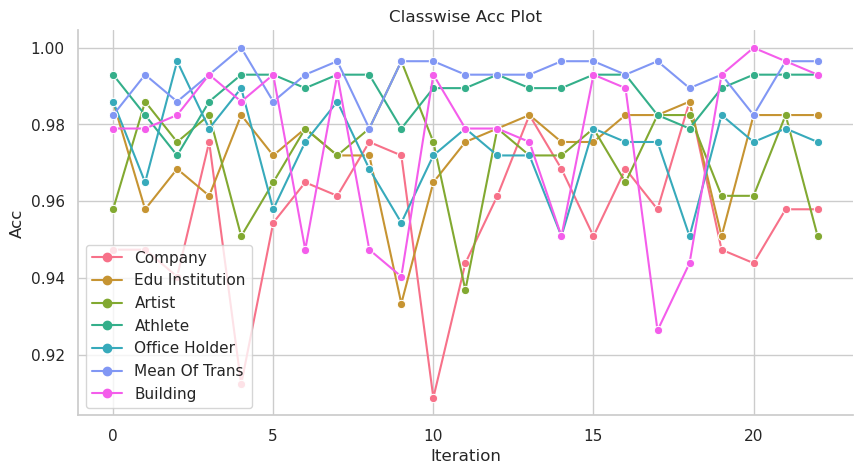 Classwise Acc Plot
1.00
0.98
0.96
0.94
0.92
Acc
Company
Edu Institution
Artist
Athlete
Office Holder
Mean Of Trans
Building
0 5 10 15 20
Iteration